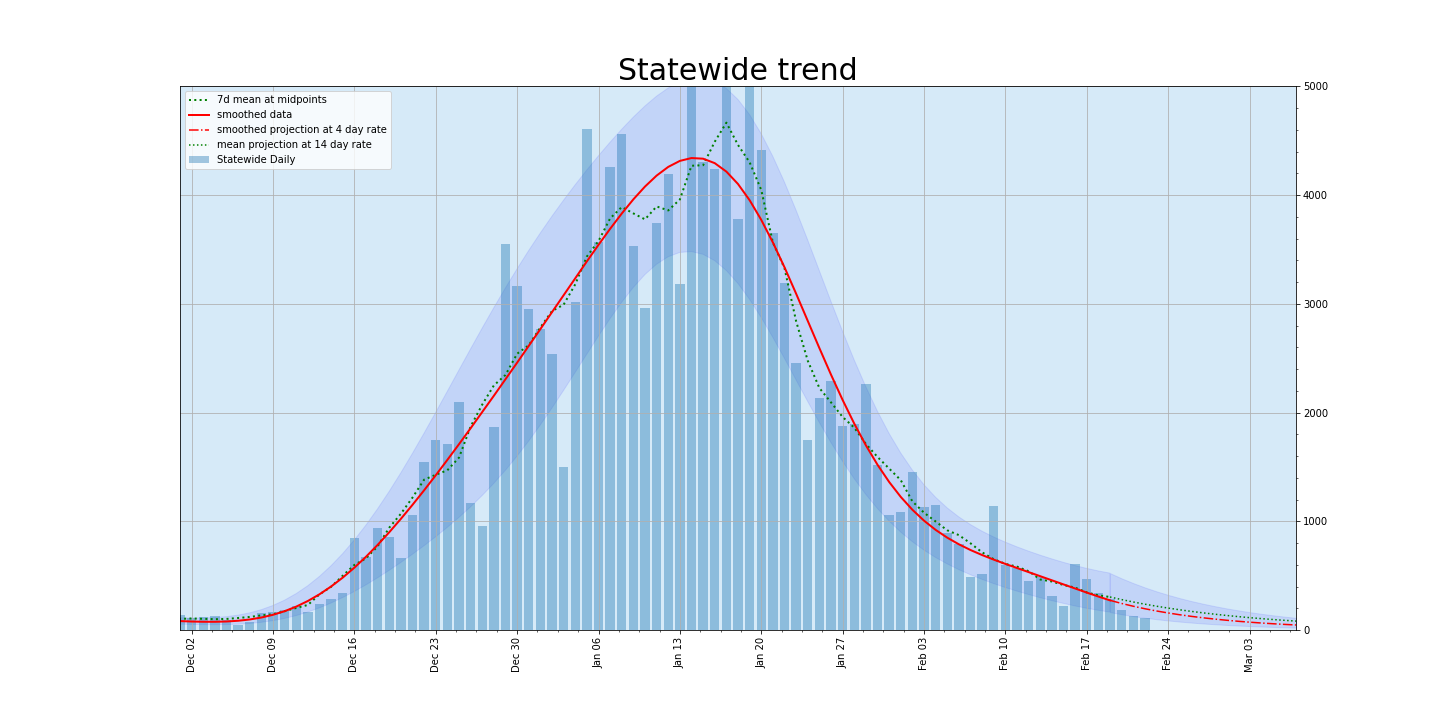 Statewide trend
7d mean at midpoints
smoothed data
smoothed projection at 4 day rate
mean projection at 14 day rate
Statewide Daily
5000
4000
3000
2000
1000
0
Dec 02
Dec 09
Dec 16
Dec 23
Dec 30
Jan 06
Jan 13
Jan 20
Jan 27
Feb 03
Feb 10
Feb 17
Feb 24
Mar 03